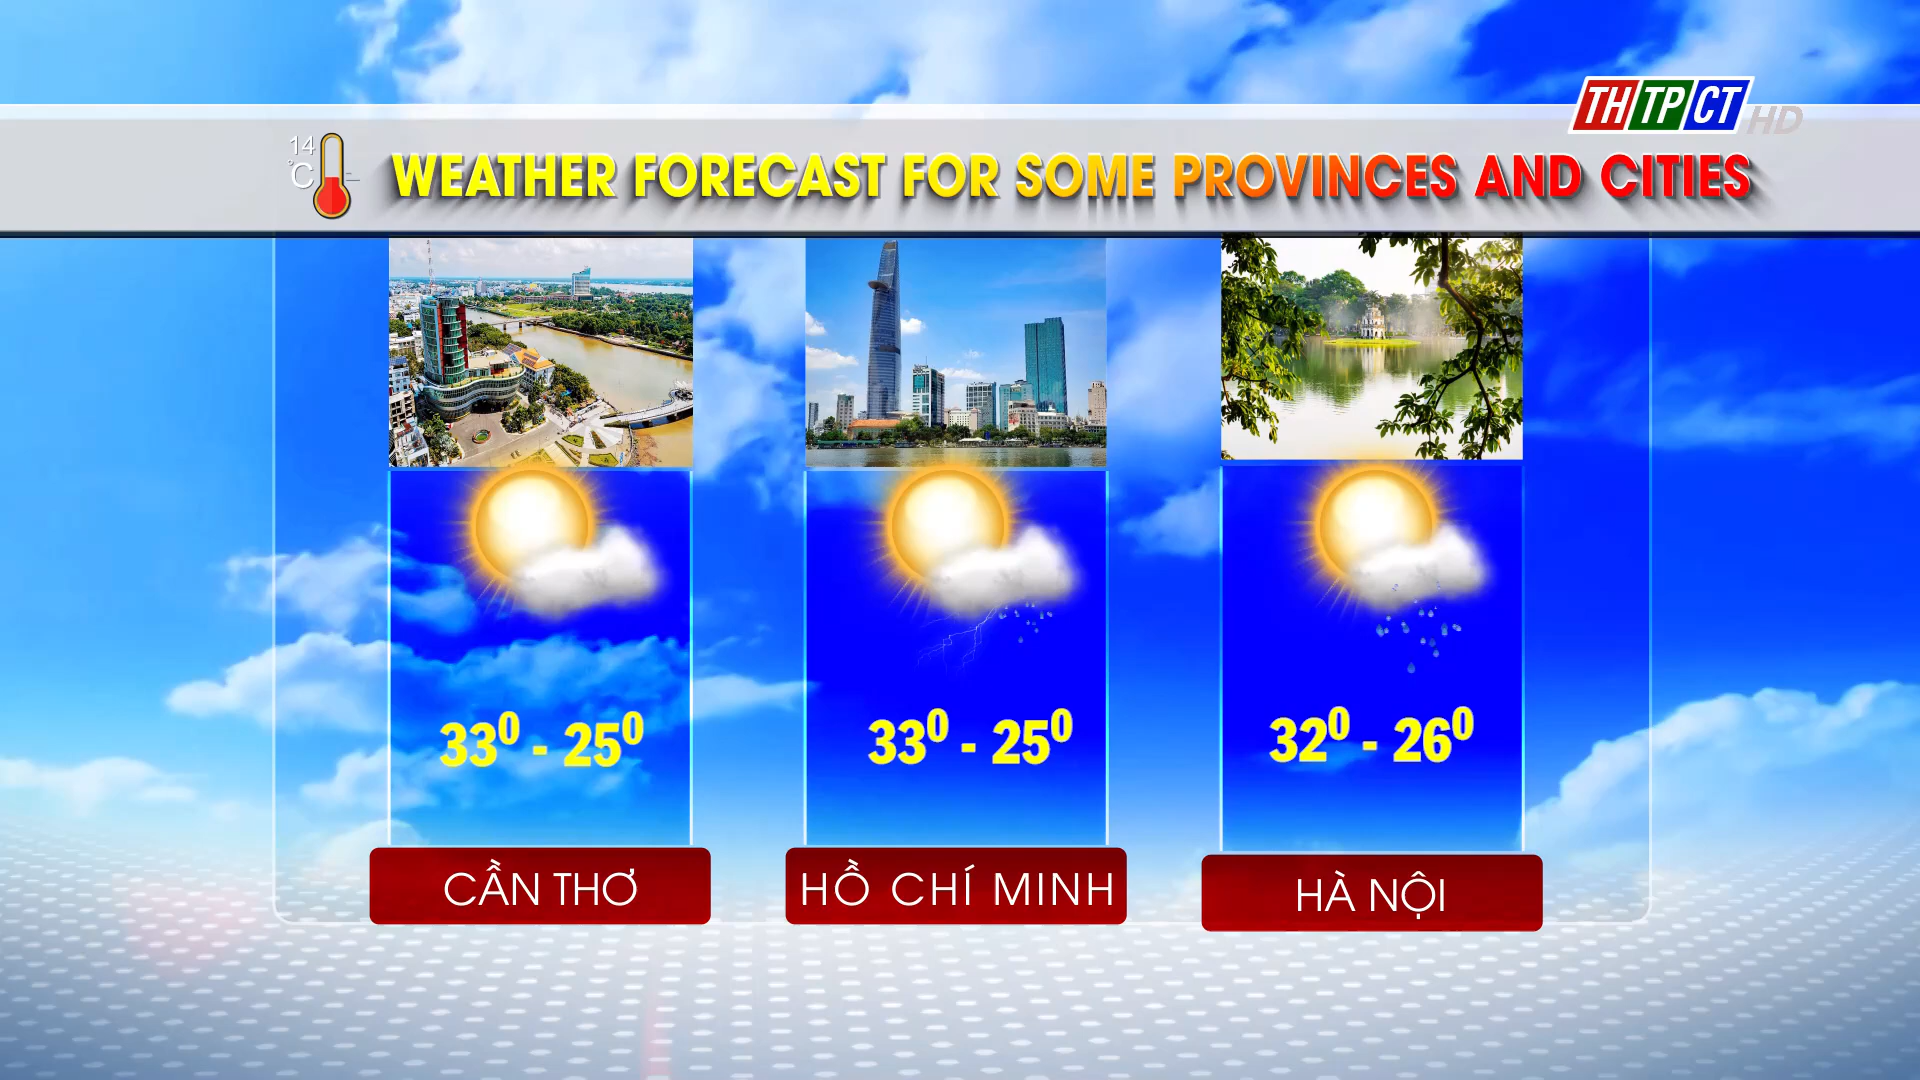 THTPCT HD
14
°C
WEATHER FORECAST FOR SOME PROVINCES AND CITIES
33⁰ - 25⁰
33⁰ - 25⁰
32⁰ - 26⁰
CẦN THƠ
HỒ CHÍ MINH
HÀ NỘI